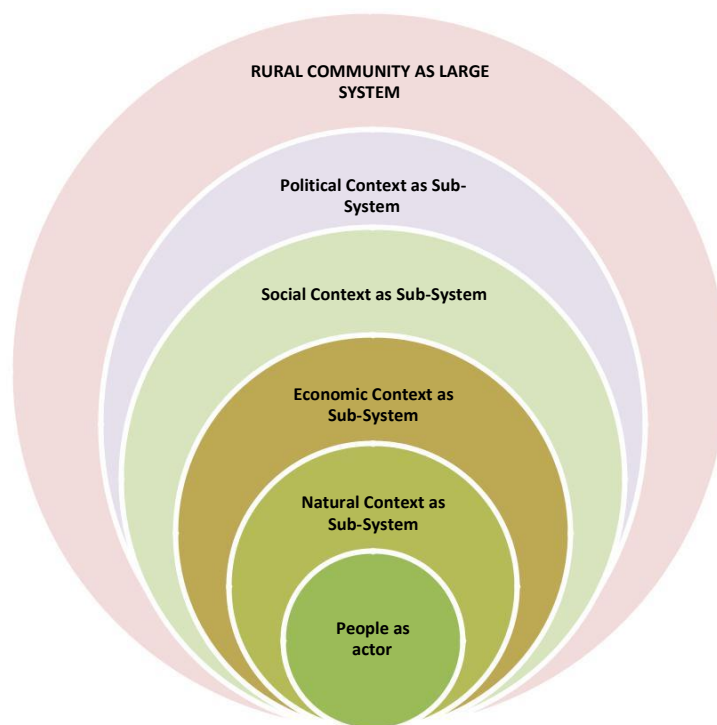 RURAL COMMUNITY AS LARGE
SYSTEM
Political Context as Sub-
System
Social Context as Sub-System
Economic Context as
Sub-System
Natural Context as
Sub-System
People as
actor